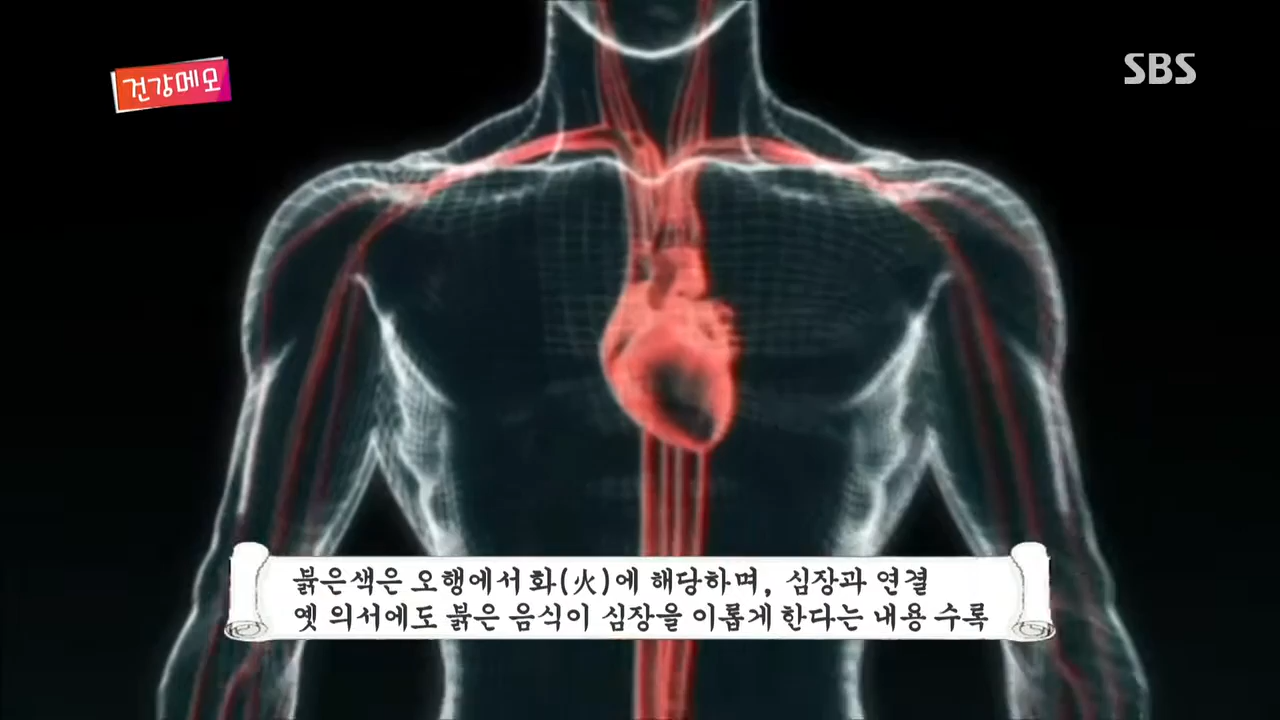 건강메모
SBS
붉은색은 오행에서 화(火)에 해당하며, 심장과 연결
옛 의서에도 붉은 음식이 심장을 이롭게 한다는 내용 수록